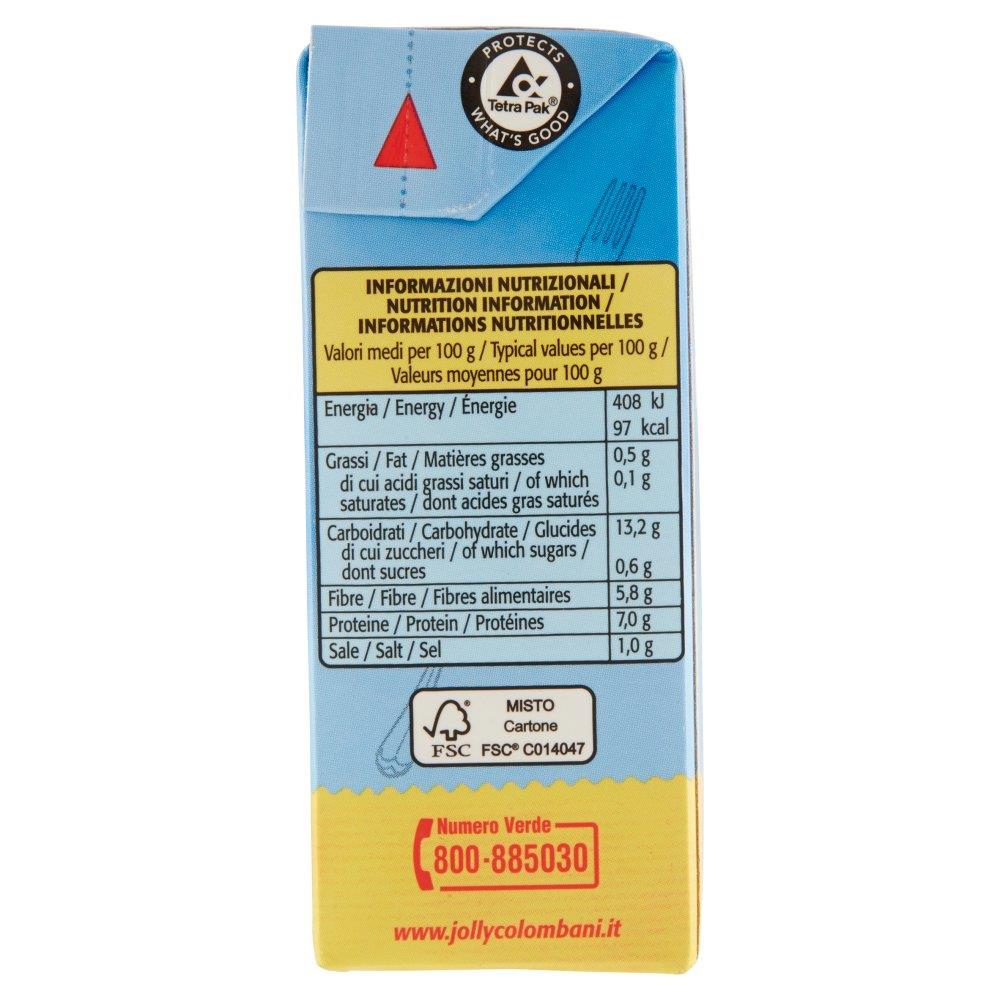 PROTECTS
Tetra Pak®
WHAT'S GOOD
INFORMAZIONI NUTRIZIONALI /
NUTRITION INFORMATION /
INFORMATIONS NUTRITIONNELLES
Valori medi per 100 g / Typical values per 100 g /
Valeurs moyennes pour 100 g
Energia / Energy / Énergie 408 kJ
97 kcal
Grassi / Fat / Matières grasses 0,5 g
di cui acidi grassi saturi / of which 0,1 g
saturates / dont acides gras saturés
Carboidrati / Carbohydrate / Glucides 13,2 g
di cui zuccheri / of which sugars /
dont sucres 0,6 g
Fibre / Fibre / Fibres alimentaires 5,8 g
Proteine / Protein / Protéines 7,0 g
Sale / Salt / Sel 1,0 g
MISTO
Cartone
FSC FSC® C014047
Numero Verde
800-885030
www.jollycolombani.it